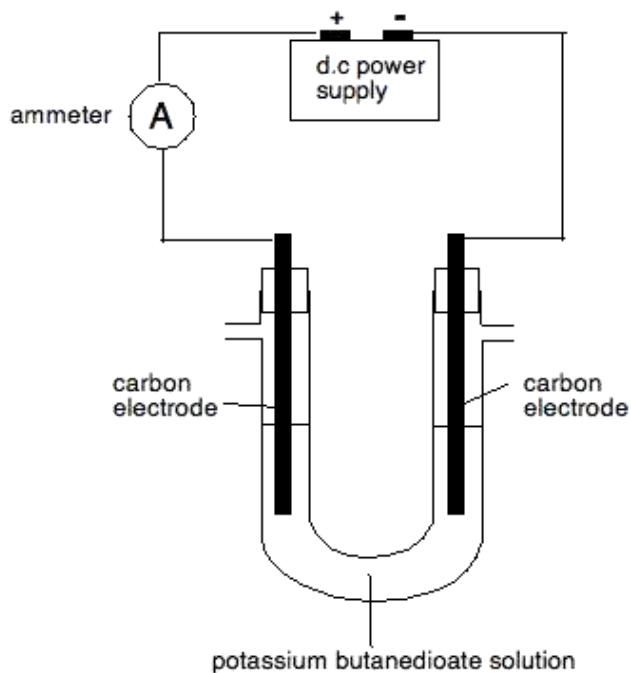 + -
d.c power
supply
ammeter
A
carbon
electrode
carbon
electrode
potassium butanedioate solution